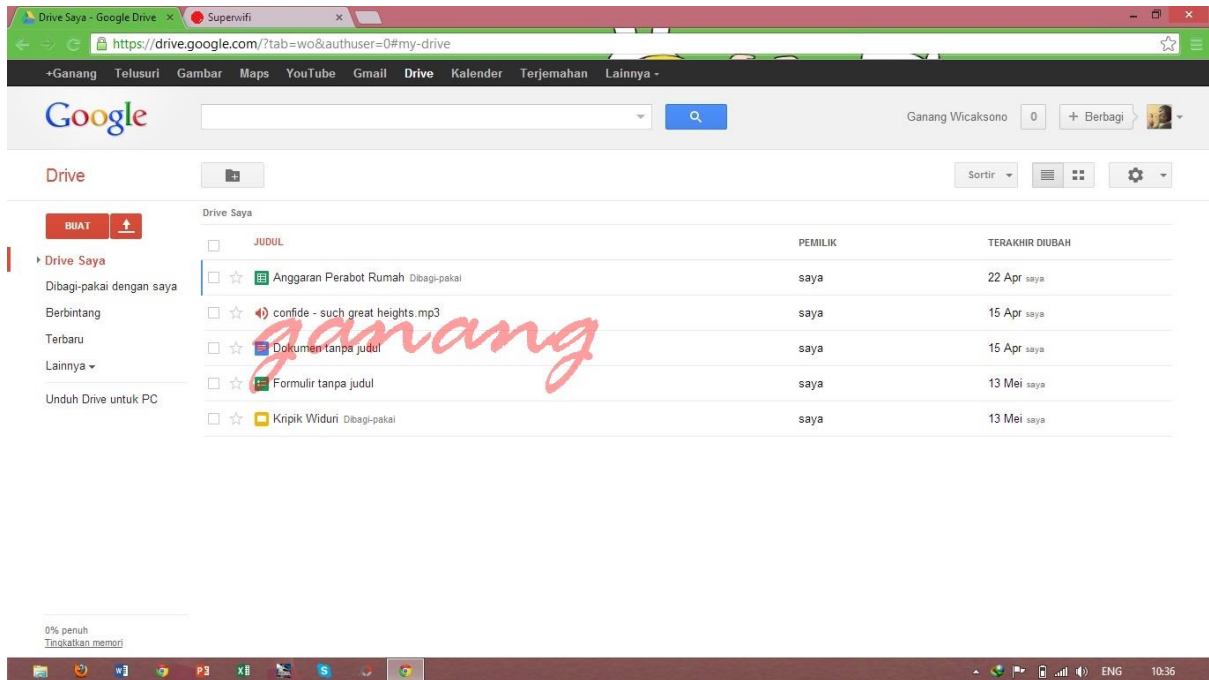 Drive Saya - Google Drive
Superwifi
https://drive.google.com/?tab=wo&authuser=0#my-drive
+Ganang Telusuri Gambar Maps YouTube Gmail Drive Kalender Terjemahan Lainnya
Google
Ganang Wicaksono 0 + Berbagi
Drive
Sortir
BUAT
Drive Saya
Dibagi-pakai dengan saya
Berbintang
Terbaru
Lainnya
Unduh Drive untuk PC
Drive Saya
JUDUL PEMILIK TERAKHIR DIUBAH
Anggaran Perabot Rumah Dibagi-pakai saya 22 Apr saya
confide - such great heights.mp3 saya 15 Apr saya
Dokumen tanpa judul saya 15 Apr saya
Formulir tanpa judul saya 13 Mei saya
Kripik Widuri Dibagi-pakai saya 13 Mei saya
ganang
0% penuh
Tingkatkan memori
ENG 10:36